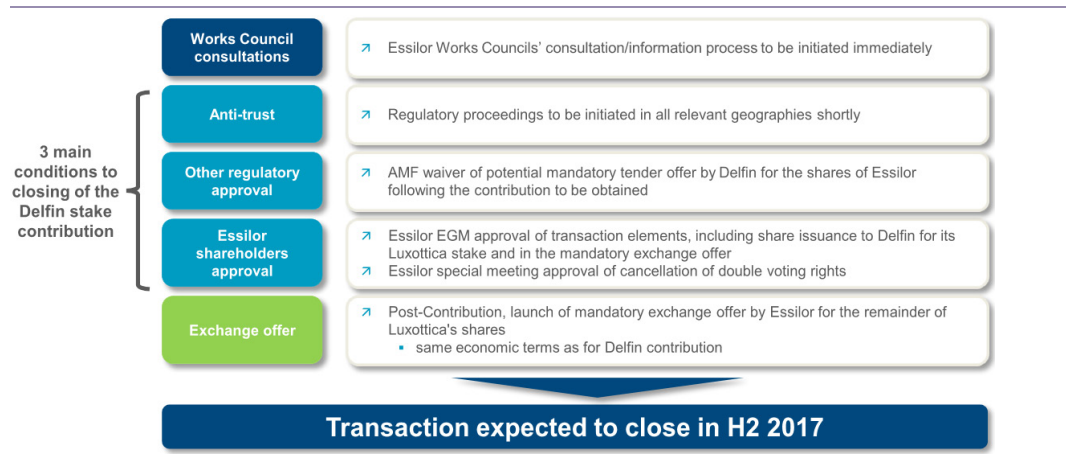 Works Council
consultations
Essilor Works Councils' consultation/information process to be initiated immediately
3 main
conditions to
closing of the
Delfin stake
contribution
Anti-trust
Regulatory proceedings to be initiated in all relevant geographies shortly
Other regulatory
approval
AMF waiver of potential mandatory tender offer by Delfin for the shares of Essilor
following the contribution to be obtained
Essilor
shareholders
approval
Essilor EGM approval of transaction elements, including share issuance to Delfin for its
Luxottica stake and in the mandatory exchange offer
Essilor special meeting approval of cancellation of double voting rights
Exchange offer
Post-Contribution, launch of mandatory exchange offer by Essilor for the remainder of
Luxottica's shares
same economic terms as for Delfin contribution
Transaction expected to close in H2 2017